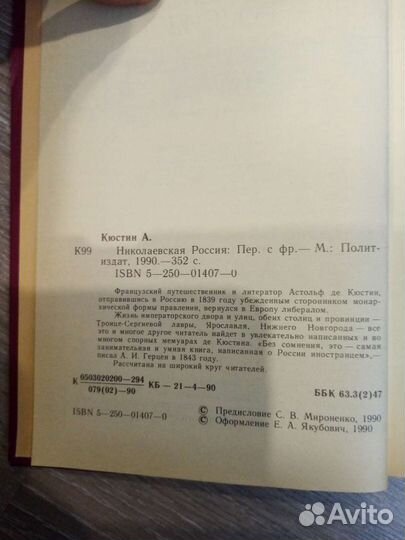 Кюстин А.
К99 Николаевская Россия: Пер. с фр.— М.: Полит-
издат, 1990.—352 с.
ISBN 5—250—01407—0
Французский путешественник и литератор Астольф де Кюстин,
отправившись в Россию в 1839 году убежденным сторонником монар-
хической формы правления, вернулся в Европу либералом.
Жизнь императорского двора и улиц, обеих столиц и провинции —
Троице-Сергиевой лавры, Ярославля, Нижнего Новгорода — все
это и многое другое читатель найдет в увлекательно написанных и во
многом спорных мемуарах де Кюстина. «Без сомнения, это — самая
занимательная и умная книга, написанная о России иностранцем»,—
писал А. И. Герцен в 1843 году.
Рассчитана на широкий круг читателей.
К 0503020200—294 КБ—21—4—90
079(02)—90
ББК 63.3(2)47
ISBN 5—250—01407—0
© Предисловие С. В. Мироненко, 1990
© Оформление Е. А. Якубович, 1990
Avito